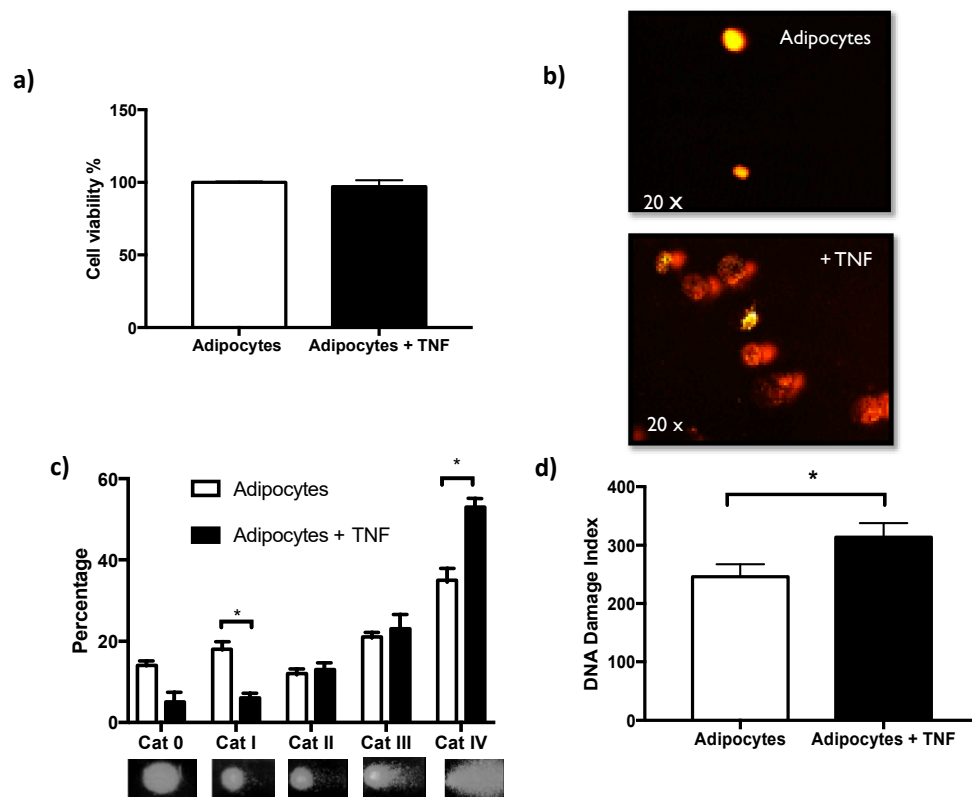 a)
150
100
50
0
Cell viability %
Adipocytes
Adipocytes + TNF
b)
Adipocytes
20 X
+ TNF
20 x
c)
60
40
20
0
Percentage
Adipocytes
Adipocytes + TNF
*
*
Cat 0
Cat I
Cat II
Cat III
Cat IV
d)
400
300
200
100
0
DNA Damage Index
*
Adipocytes
Adipocytes + TNF